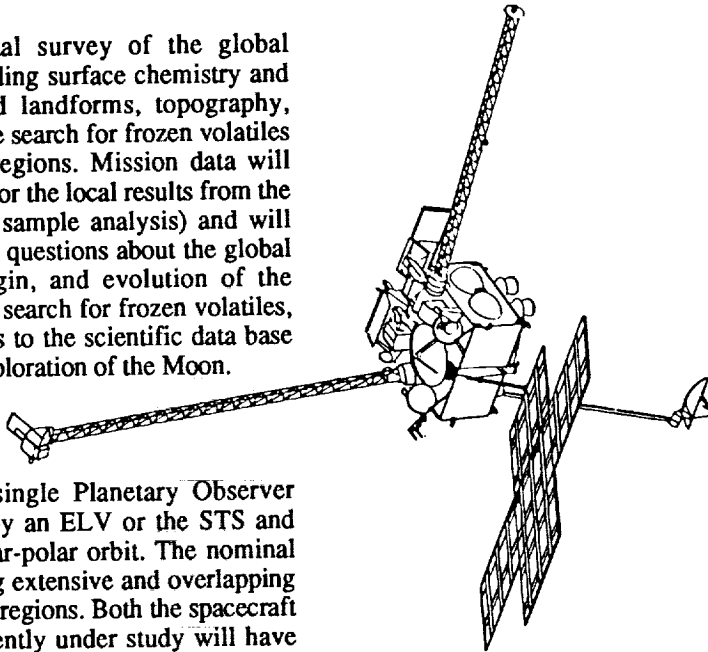 al survey of the global
ling surface chemistry and
d landforms, topography,
e search for frozen volatiles
egions. Mission data will
or the local results from the
sample analysis) and will
questions about the global
gin, and evolution of the
search for frozen volatiles,
s to the scientific data base
ploration of the Moon.
single Planetary Observer
y an ELV or the STS and
ar-polar orbit. The nominal
g extensive and overlapping
regions. Both the spacecraft
ently under study will have